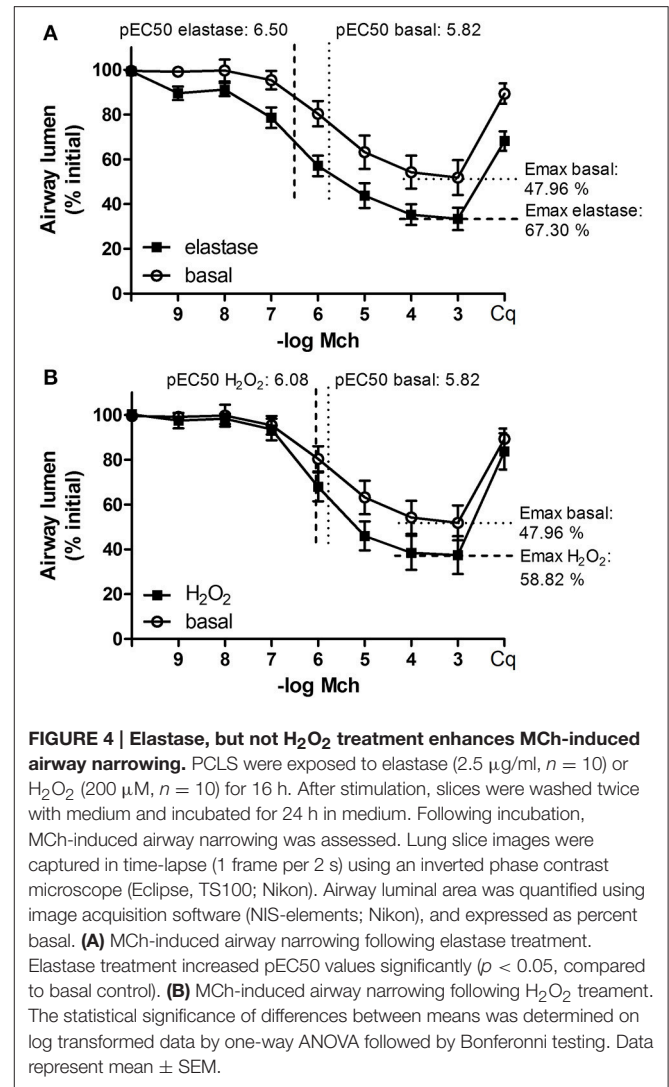 A
pEC50 elastase: 6.50
pEC50 basal: 5.82
100
80
60
40
20
0
Airway lumen
(% initial)
elastase
basal
Emax basal:
47.96 %
Emax elastase:
67.30 %
9 8 7 6 5 4 3 Cq
-log Mch
B
pEC50 H₂O₂: 6.08
pEC50 basal: 5.82
100
80
60
40
20
0
Airway lumen
(% initial)
H₂O₂
basal
Emax basal:
47.96 %
Emax H₂O₂:
58.82 %
9 8 7 6 5 4 3 Cq
-log Mch
FIGURE 4 | Elastase, but not H₂O₂ treatment enhances MCh-induced
airway narrowing. PCLS were exposed to elastase (2.5 μg/ml, n = 10) or
H₂O₂ (200 μM, n = 10) for 16 h. After stimulation, slices were washed twice
with medium and incubated for 24 h in medium. Following incubation,
MCh-induced airway narrowing was assessed. Lung slice images were
captured in time-lapse (1 frame per 2 s) using an inverted phase contrast
microscope (Eclipse, TS100; Nikon). Airway luminal area was quantified using
image acquisition software (NIS-elements; Nikon), and expressed as percent
basal. (A) MCh-induced airway narrowing following elastase treatment.
Elastase treatment increased pEC50 values significantly (p < 0.05, compared
to basal control). (B) MCh-induced airway narrowing following H₂O₂ treament.
The statistical significance of differences between means was determined on
log transformed data by one-way ANOVA followed by Bonferonni testing. Data
represent mean ± SEM.